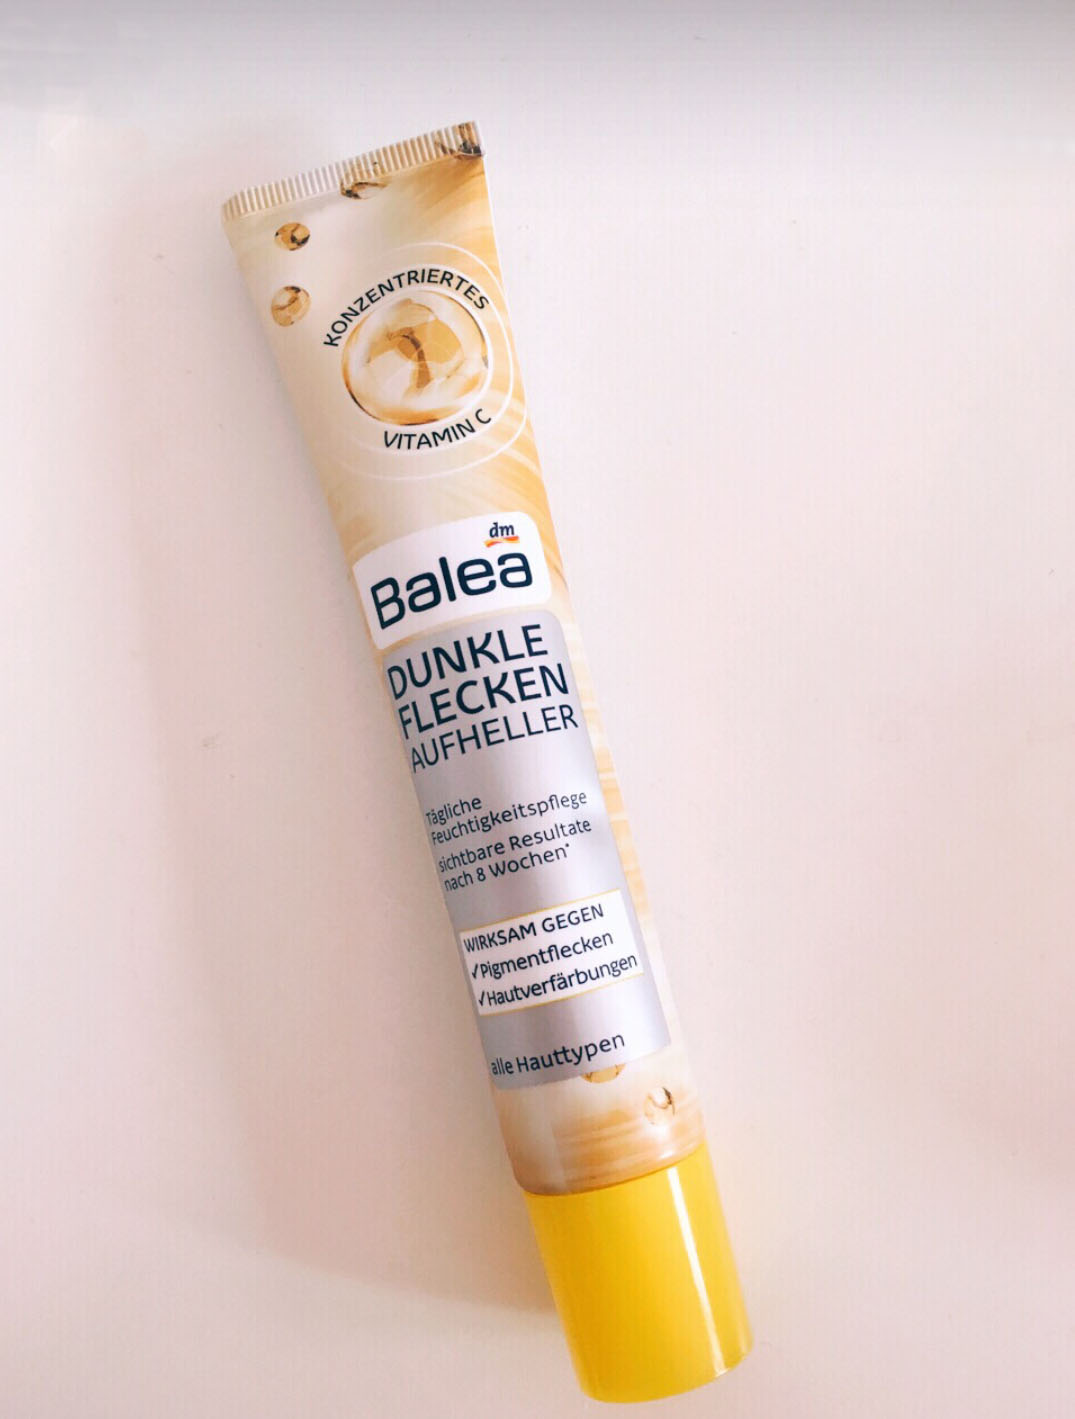 KONZENTRIERTES
VITAMIN C
dm
Balea
DUNKLE
FLECKEN
AUFHELLER
Tägliche
Feuchtigkeitspflege
sichtbare Resultate
nach 8 Wochen*
WIRKSAM GEGEN
✓Pigmentflecken
✓Hautverfärbungen
alle Hauttypen